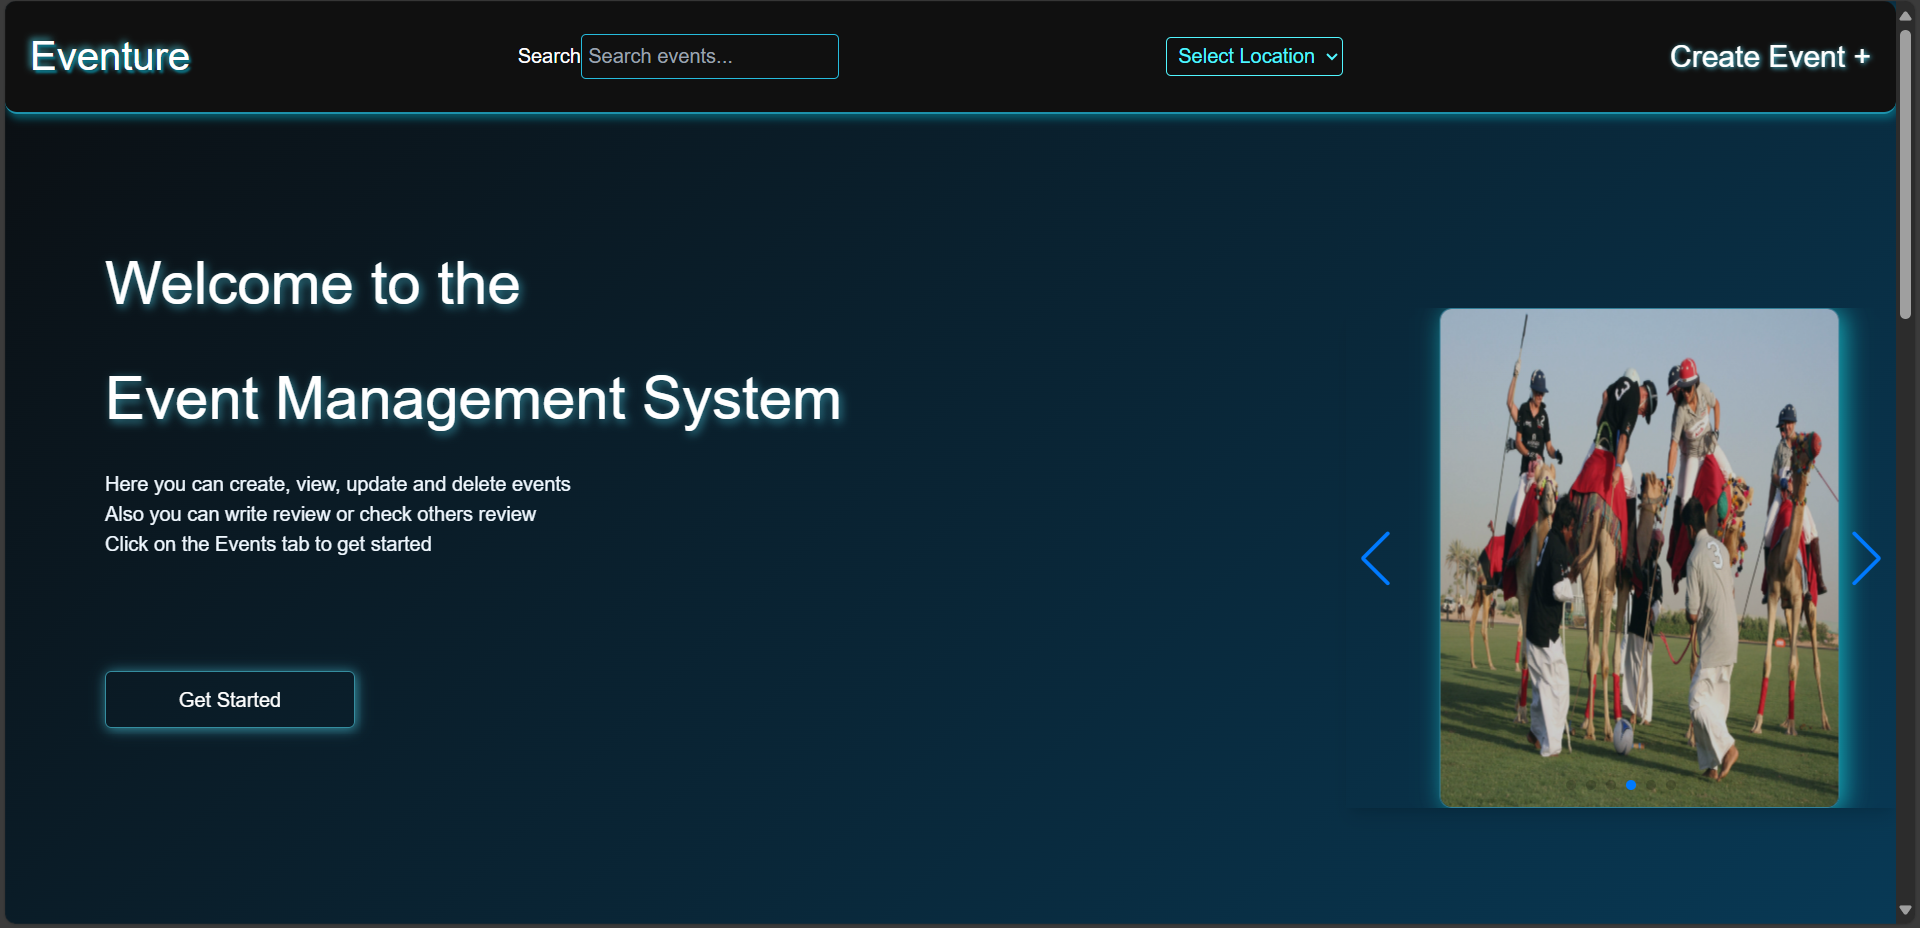 Eventure
Search Search events...
Select Location
Create Event +
Welcome to the
Event Management System
Here you can create, view, update and delete events
Also you can write review or check others review
Click on the Events tab to get started
Get Started
3
3